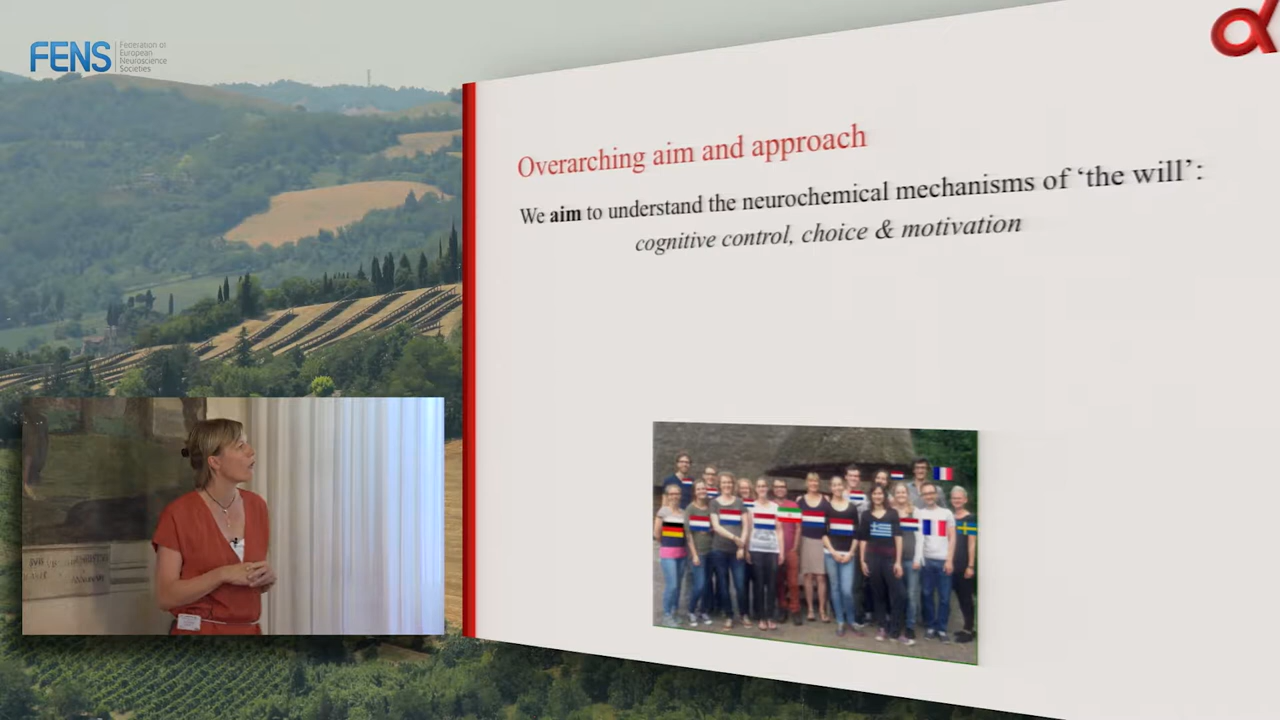 FENS
Federation of
European
Neuroscience
Societies
Overarching aim and approach
We aim to understand the neurochemical mechanisms of ‘the will’:
cognitive control, choice & motivation